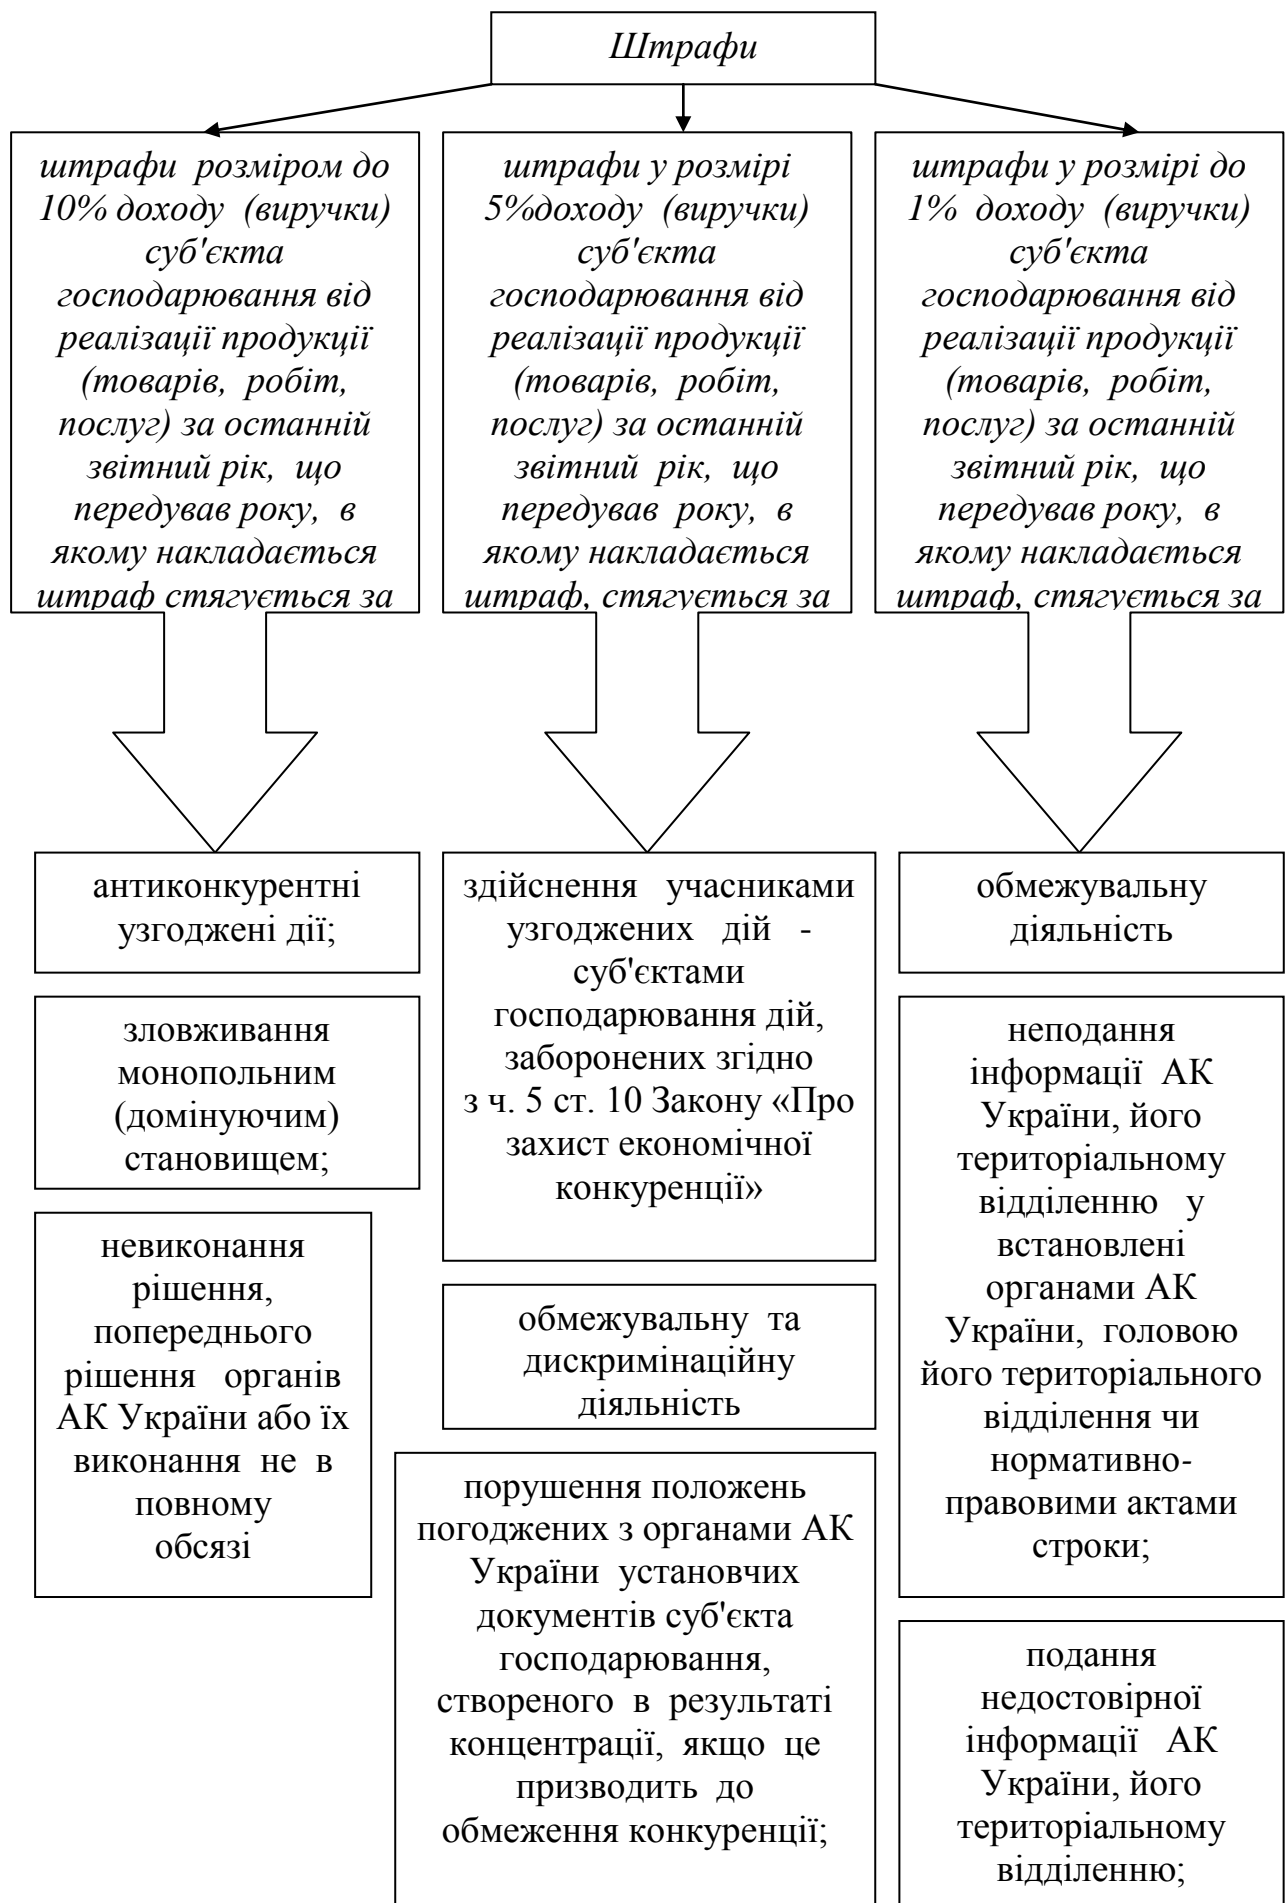 Штрафи
штрафи розміром до
10% доходу (виручки)
суб'єкта
господарювання від
реалізації продукції
(товарів, робіт,
послуг) за останній
звітний рік, що
передував року, в
якому накладається
штраф стягується за
штрафи у розмірі
5%доходу (виручки)
суб'єкта
господарювання від
реалізації продукції
(товарів, робіт,
послуг) за останній
звітний рік, що
передував року, в
якому накладається
штраф, стягується за
штрафи у розмірі до
1% доходу (виручки)
суб'єкта
господарювання від
реалізації продукції
(товарів, робіт,
послуг) за останній
звітний рік, що
передував року, в
якому накладається
штраф, стягується за
антиконкурентні
узгоджені дії;
зловживання
монопольним
(домінуючим)
становищем;
невиконання
рішення,
попереднього
рішення органів
АК України або їх
виконання не в
повному
обсязі
здійснення учасниками
узгоджених дій -
суб'єктами
господарювання дій,
заборонених згідно
з ч. 5 ст. 10 Закону «Про
захист економічної
конкуренції»
обмежувальну та
дискримінаційну
діяльність
порушення положень
погоджених з органами АК
України установчих
документів суб'єкта
господарювання,
створеного в результаті
концентрації, якщо це
призводить до
обмеження конкуренції;
обмежувальну
діяльність
неподання
інформації АК
України, його
територіальному
відділенню у
встановлені
органами АК
України, головою
його територіального
відділення чи
нормативно-
правовими актами
строки;
подання
недостовірної
інформації АК
України, його
територіальному
відділенню;